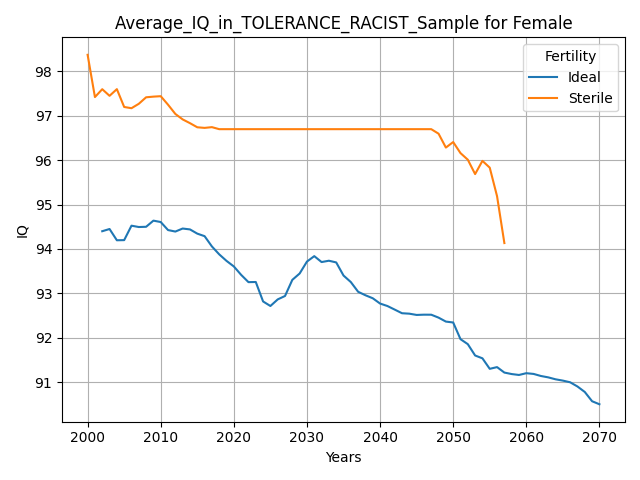 Average_IQ_in_TOLERANCE_RACIST_Sample for Female
Fertility
Ideal
Sterile
98
97
96
95
94
93
92
91
IQ
2000 2010 2020 2030 2040 2050 2060 2070
Years